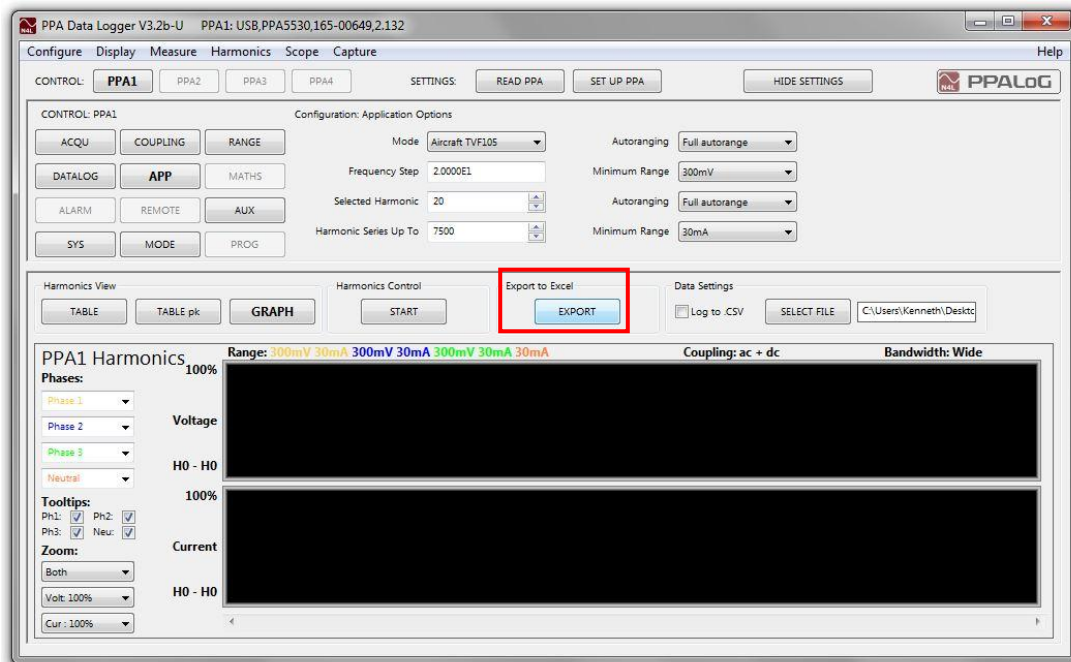 PPA Data Logger V3.2b-U PPA1: USB,PPA5530,165-00649,2.132
Configure Display Measure Harmonics Scope Capture Help
CONTROL: PPA1 PPA2 PPA3 PPA4 SETTINGS: READ PPA SET UP PPA HIDE SETTINGS N4L PPALoG
CONTROL: PPA1 Configuration: Application Options
ACQU COUPLING RANGE Mode Aircraft TVF105 Autoranging Full autorange
DATALOG APP MATHS Frequency Step 2.0000E1 Minimum Range 300mV
ALARM REMOTE AUX Selected Harmonic 20 Autoranging Full autorange
SYS MODE PROG Harmonic Series Up To 7500 Minimum Range 30mA
Harmonics View Harmonics Control Export to Excel Data Settings
TABLE TABLE pk GRAPH START EXPORT Log to .CSV SELECT FILE C:\Users\Kenneth\Deskto
PPA1 Harmonics Range: 300mV 30mA 300mV 30mA 300mV 30mA 30mA Coupling: ac + dc Bandwidth: Wide
100%
Phases:
Phase 1
Phase 2 Voltage
Phase 3
H0 - H0
Neutral
Tooltips: 100%
Ph1: Ph2:
Ph3: Neu:
Zoom: Current
Both
Volt: 100% H0 - H0
Cur : 100%